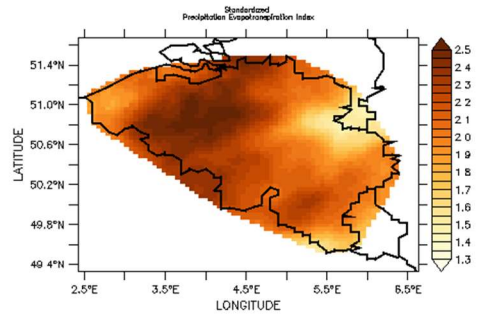 Standardized
Precipitation Evapotranspiration Index
51.4°N
51.0°N
50.6°N
50.2°N
49.8°N
49.4°N
LATITUDE
2.5°E
3.5°E
4.5°E
5.5°E
6.5°E
LONGITUDE
2.5
2.4
2.3
2.2
2.1
2.0
1.9
1.8
1.7
1.6
1.5
1.4
1.3